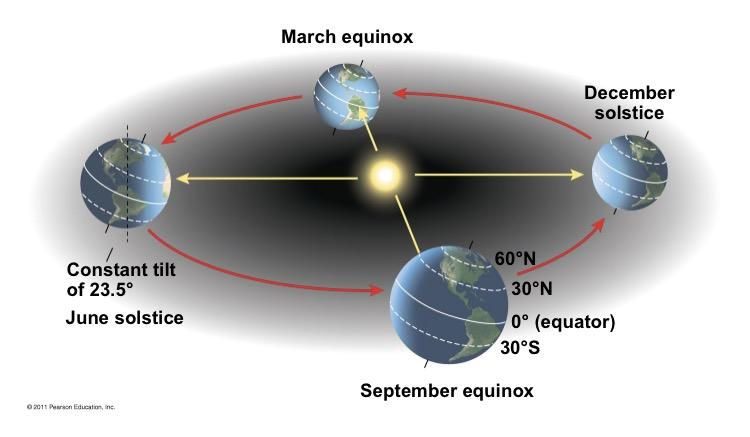 March equinox
December
solstice
60°N
Constant tilt
of 23.5°
30°N
June solstice
0° (equator)
30°S
September equinox
© 2011 Pearson Education, Inc.